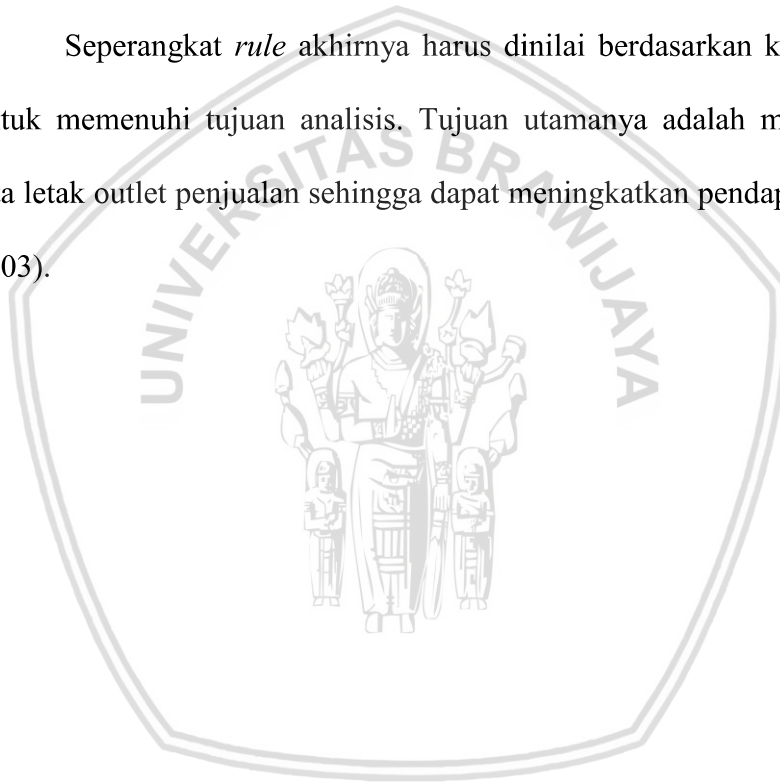 Seperangkat rule akhirnya harus dinilai berdasarkan k
tuk memenuhi tujuan analisis. Tujuan utamanya adalah m
a letak outlet penjualan sehingga dapat meningkatkan pendap
03).
UNIVERSITAS BRAWIJAYA